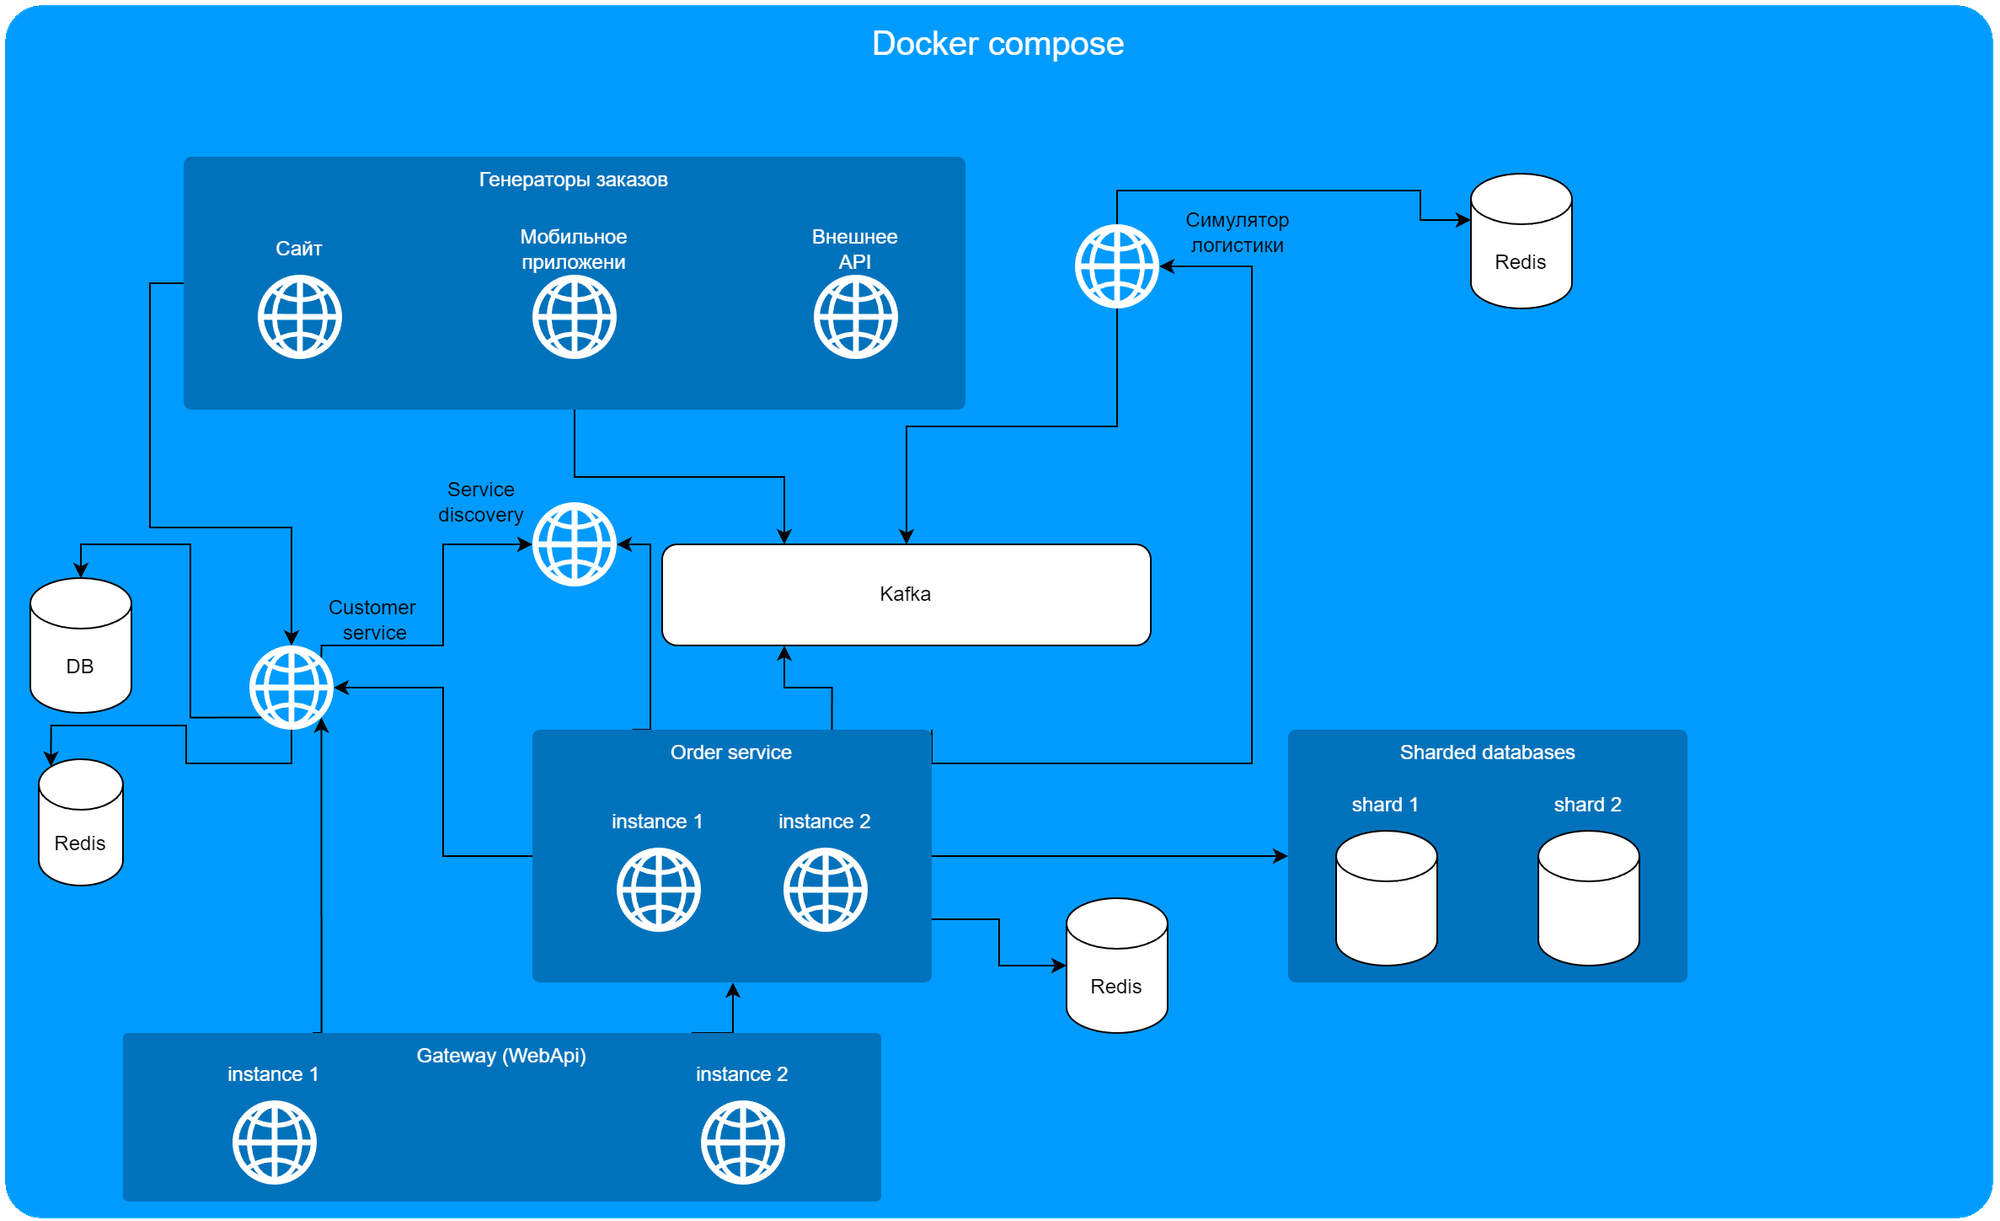 Docker compose
Генераторы заказов
Сайт
Мобильное
приложени
Внешнее
API
Симулятор
логистики
Redis
Service
discovery
Kafka
Customer
service
DB
Redis
Order service
instance 1
instance 2
Sharded databases
shard 1
shard 2
Redis
Gateway (WebApi)
instance 1
instance 2